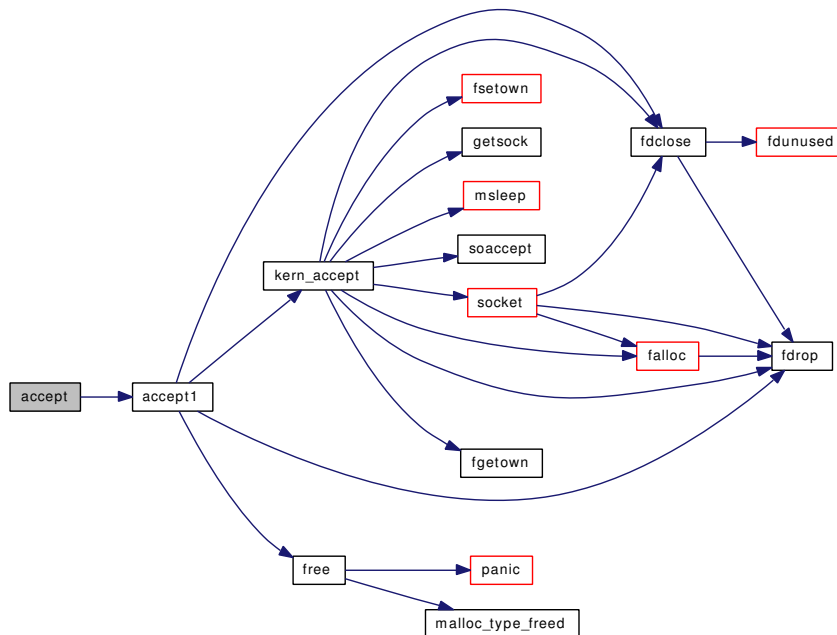 fsetown
getsock
fdclose
fdunused
msleep
soaccept
kern_accept
socket
falloc
fdrop
accept
accept1
fgetown
free
panic
malloc_type_freed